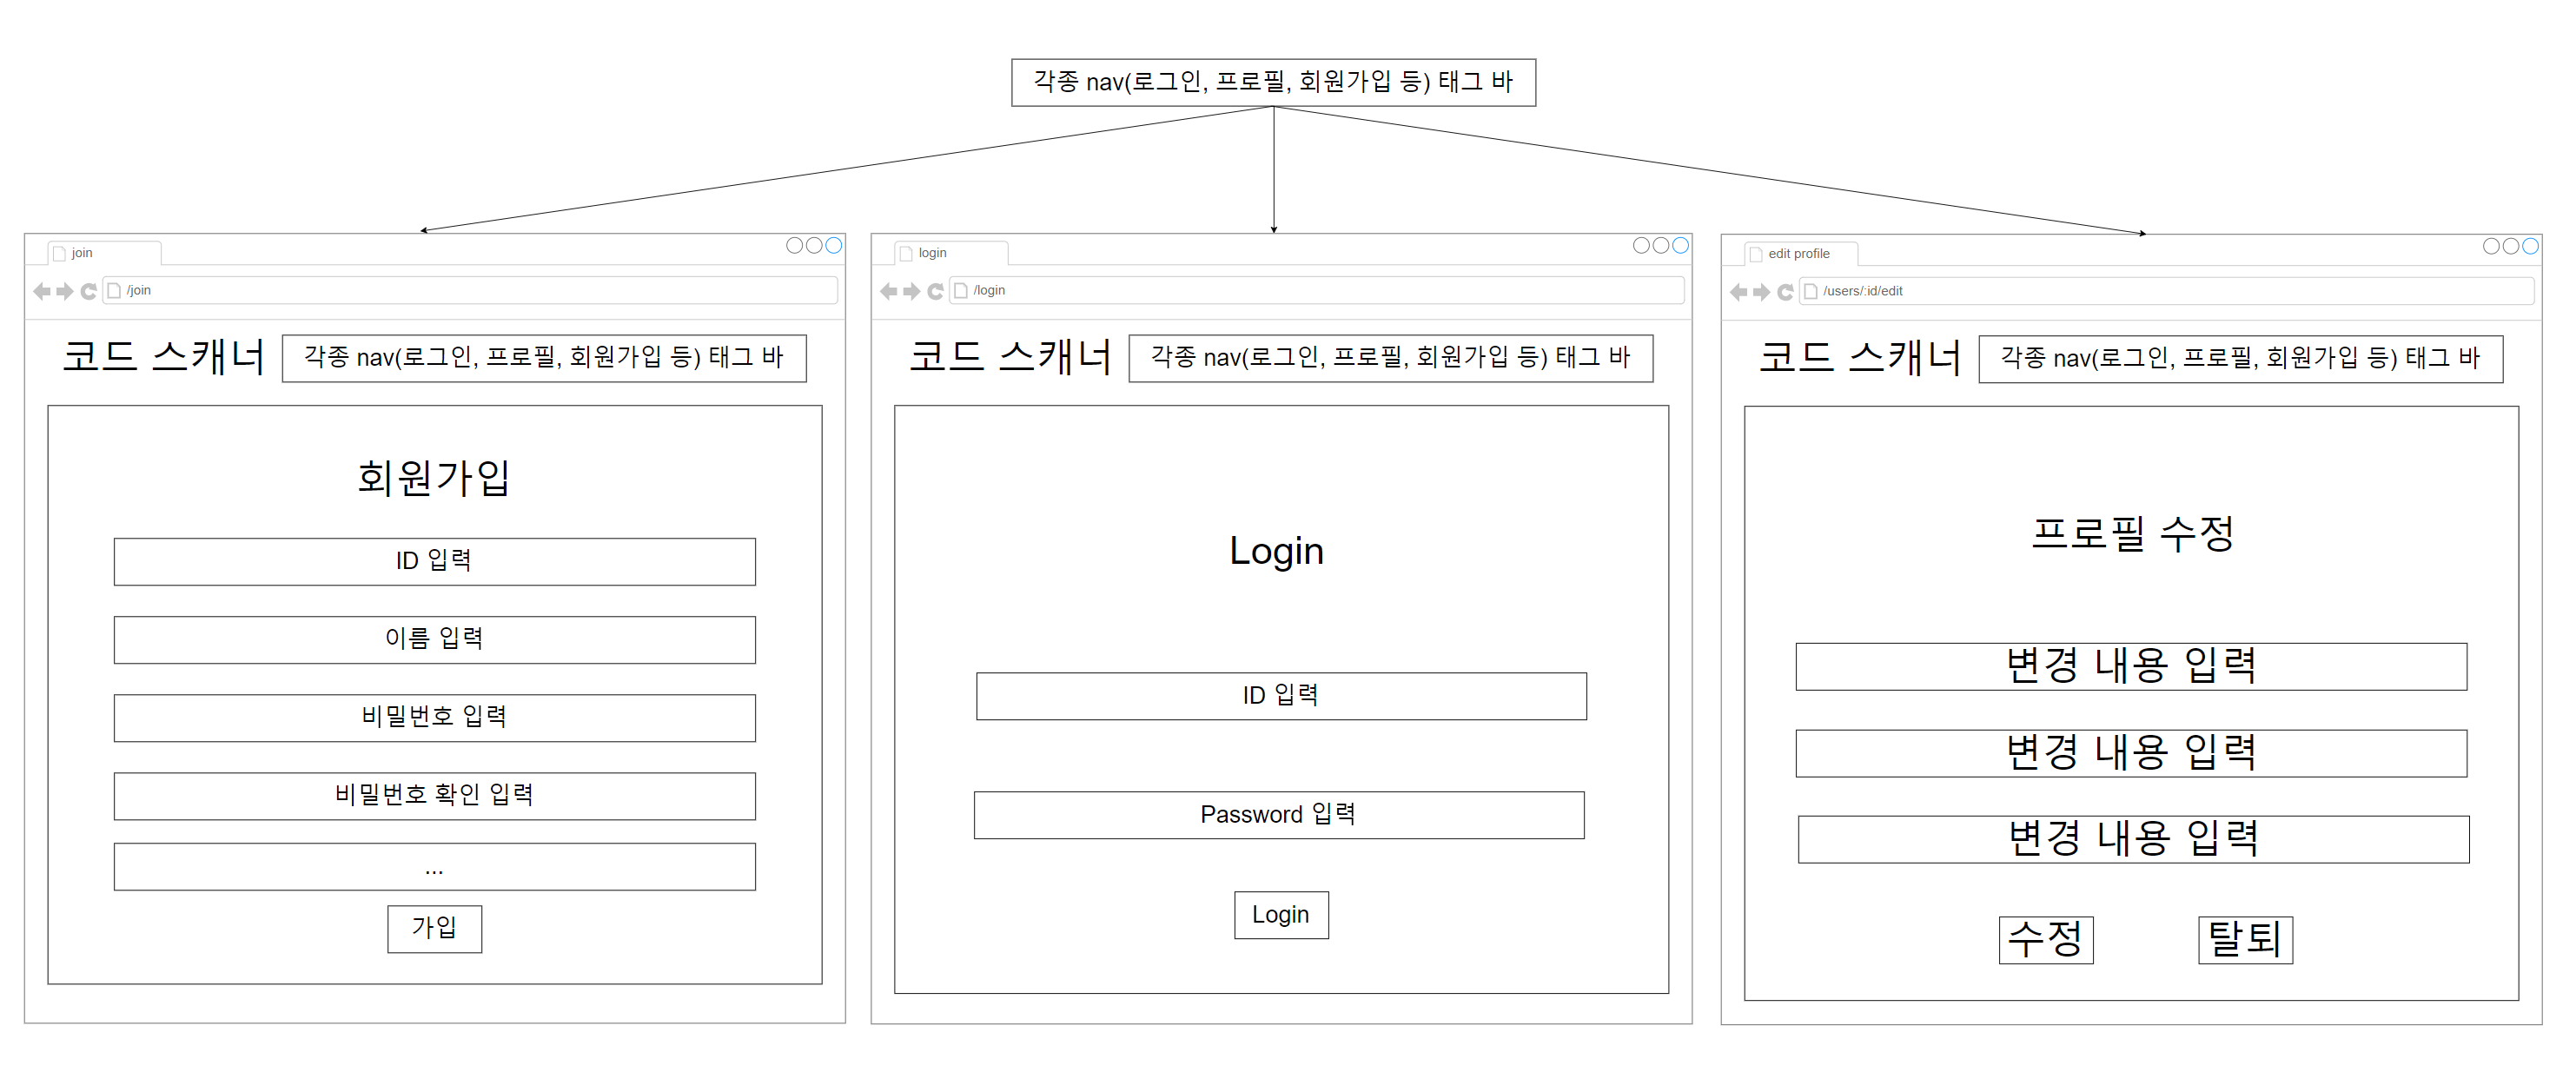 각종 nav(로그인, 프로필, 회원가입 등) 태그 바
join
/join
코드 스캐너
각종 nav(로그인, 프로필, 회원가입 등) 태그 바
회원가입
ID 입력
이름 입력
비밀번호 입력
비밀번호 확인 입력
...
가입
login
/login
코드 스캐너
각종 nav(로그인, 프로필, 회원가입 등) 태그 바
Login
ID 입력
Password 입력
Login
edit profile
/users/:id/edit
코드 스캐너
각종 nav(로그인, 프로필, 회원가입 등) 태그 바
프로필 수정
변경 내용 입력
변경 내용 입력
변경 내용 입력
수정
탈퇴